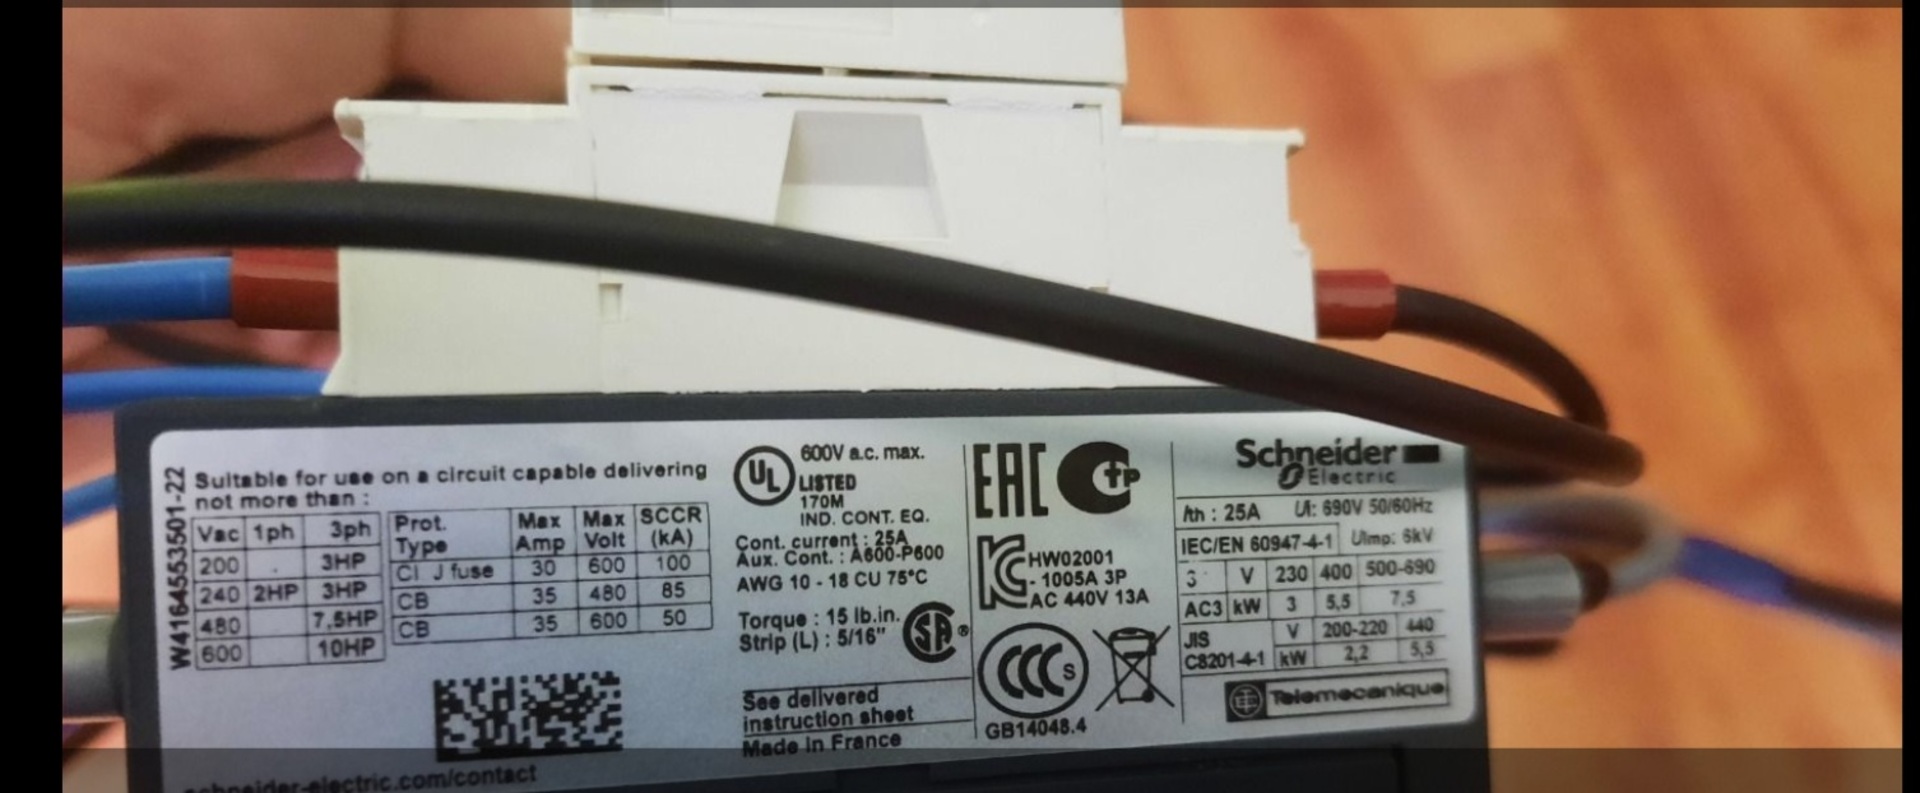 W4164553501-22
Suitable for use on a circuit capable delivering
not more than :
Vac 1ph 3ph
200 . 3HP
240 2HP 3HP
480 7,5HP
600 10HP
Prot. Type Max Amp Max Volt SCCR (kA)
Cl J fuse 30 600 100
CB 35 480 85
CB 35 600 50
schneider-electric.com/contact
UL
600V a.c. max.
LISTED
170M
IND. CONT. EQ.
Cont. current : 25A
Aux. Cont. : A600-P600
AWG 10 - 18 CU 75°C
Torque : 15 lb.in.
Strip (L) : 5/16"
SA ®
See delivered
instruction sheet
Made in France
EAC
HW02001
- 1005A 3P
AC 440V 13A
CCC S
GB14048.4
Schneider
Electric
Ith : 25A Ui: 690V 50/60Hz
IEC/EN 60947-4-1 Uimp: 6kV
3 V 230 400 500-690
AC3 kW 3 5,5 7,5
JIS C8201-4-1 V 200-220 440
kW 2,2 5,5
Telemecanique